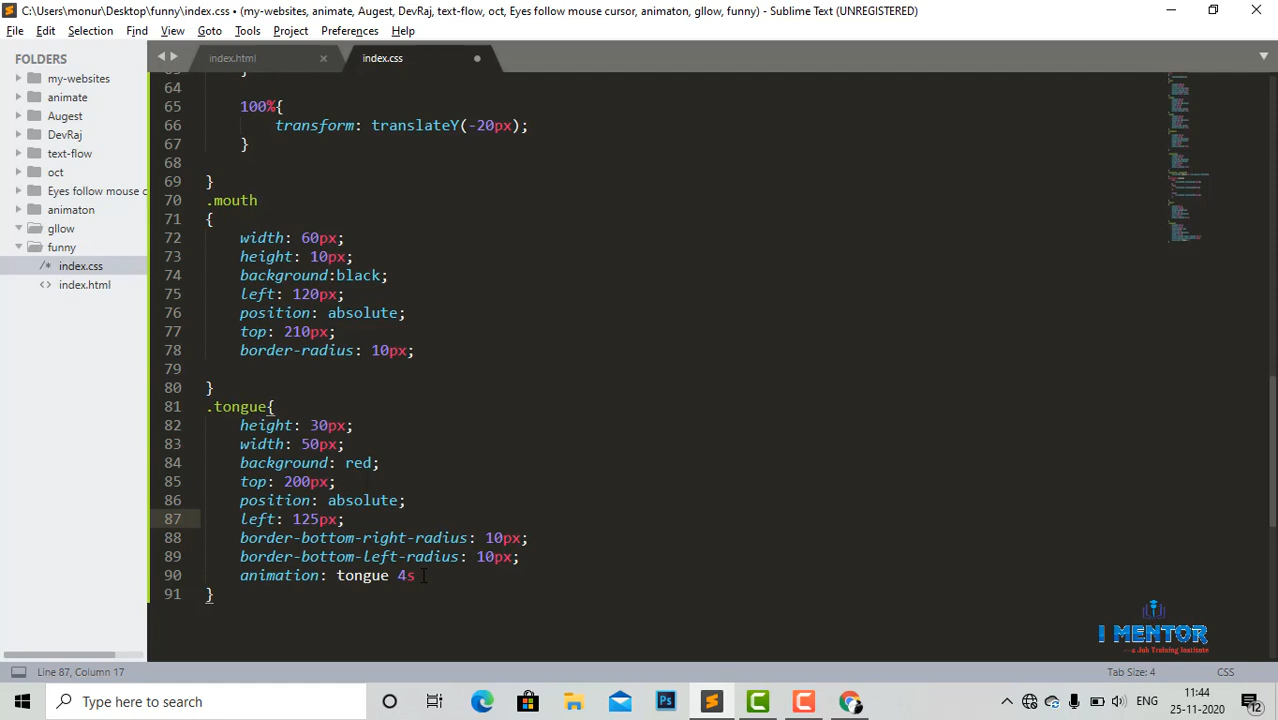 C:\Users\monur\Desktop\funny\index.css • (my-websites, animate, Augest, DevRaj, text-flow, oct, Eyes follow mouse cursor, animaton, gllow, funny) - Sublime Text (UNREGISTERED)
File Edit Selection Find View Goto Tools Project Preferences Help
FOLDERS
my-websites
animate
Augest
DevRaj
text-flow
oct
Eyes follow mouse c
animaton
gllow
funny
/* index.css
<> index.html
index.html
index.css
64
65 100%{
66 transform: translateY(-20px);
67 }
68
69 }
70 .mouth
71 {
72 width: 60px;
73 height: 10px;
74 background:black;
75 left: 120px;
76 position: absolute;
77 top: 210px;
78 border-radius: 10px;
79
80 }
81 .tongue{
82 height: 30px;
83 width: 50px;
84 background: red;
85 top: 200px;
86 position: absolute;
87 left: 125px;
88 border-bottom-right-radius: 10px;
89 border-bottom-left-radius: 10px;
90 animation: tongue 4s
91 }
I MENTOR
---a Job Training Institute
Line 87, Column 17
Tab Size: 4
CSS
Type here to search
Ps
ENG
11:44
25-11-2020
12